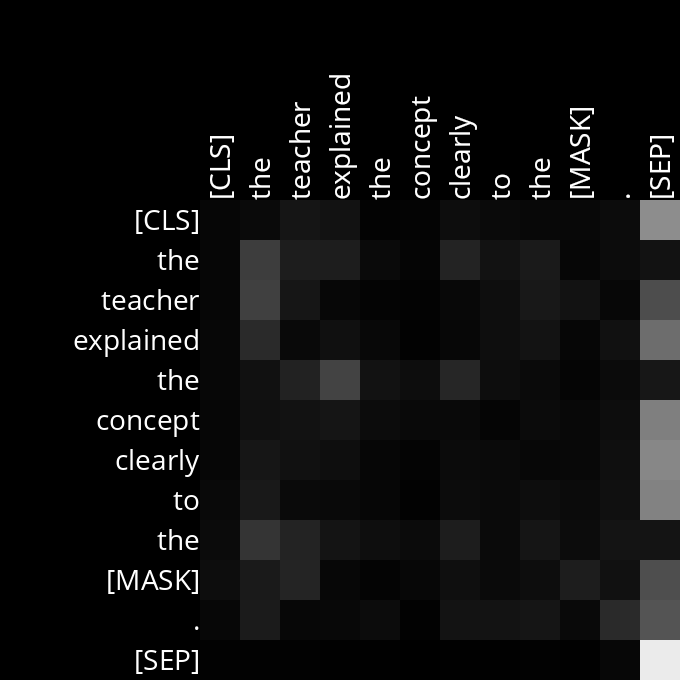 [CLS]
the
teacher
explained
the
concept
clearly
to
the
[MASK]
.
[SEP]
[CLS]
the
teacher
explained
the
concept
clearly
to
the
[MASK]
.
[SEP]